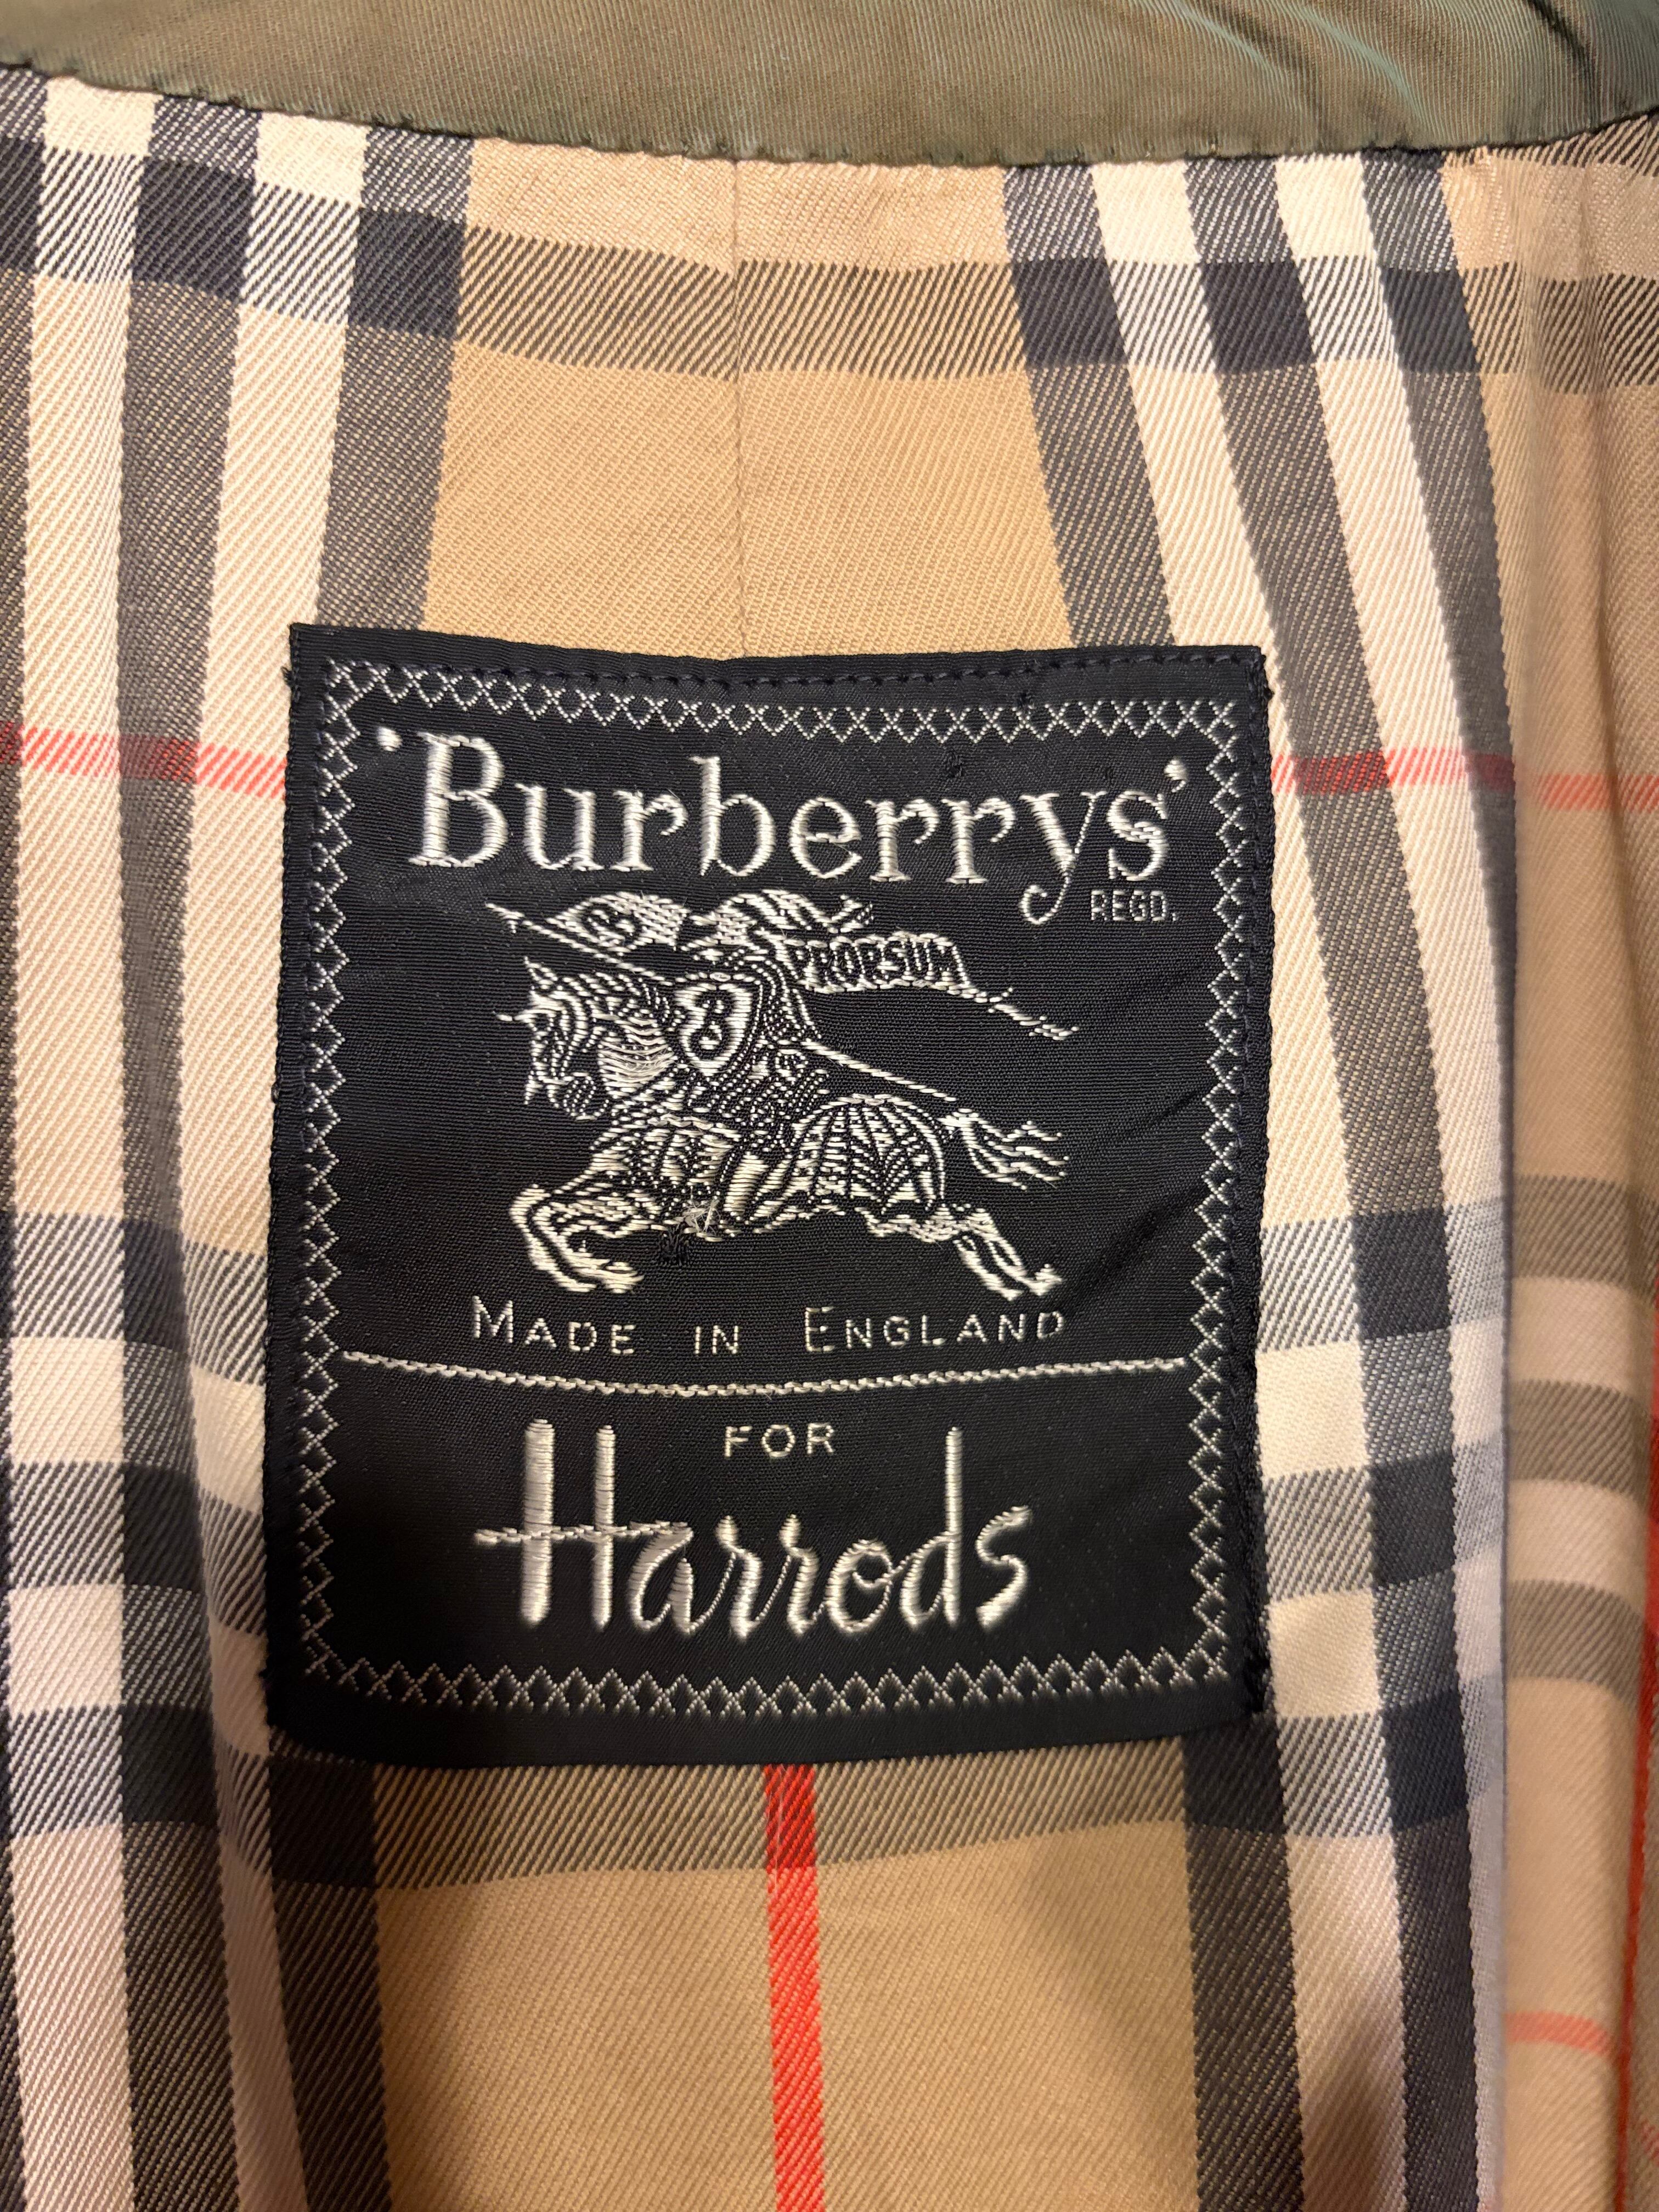 'Burberrys'
REGD.
PRORSUM
B
MADE IN ENGLAND
FOR
Harrods